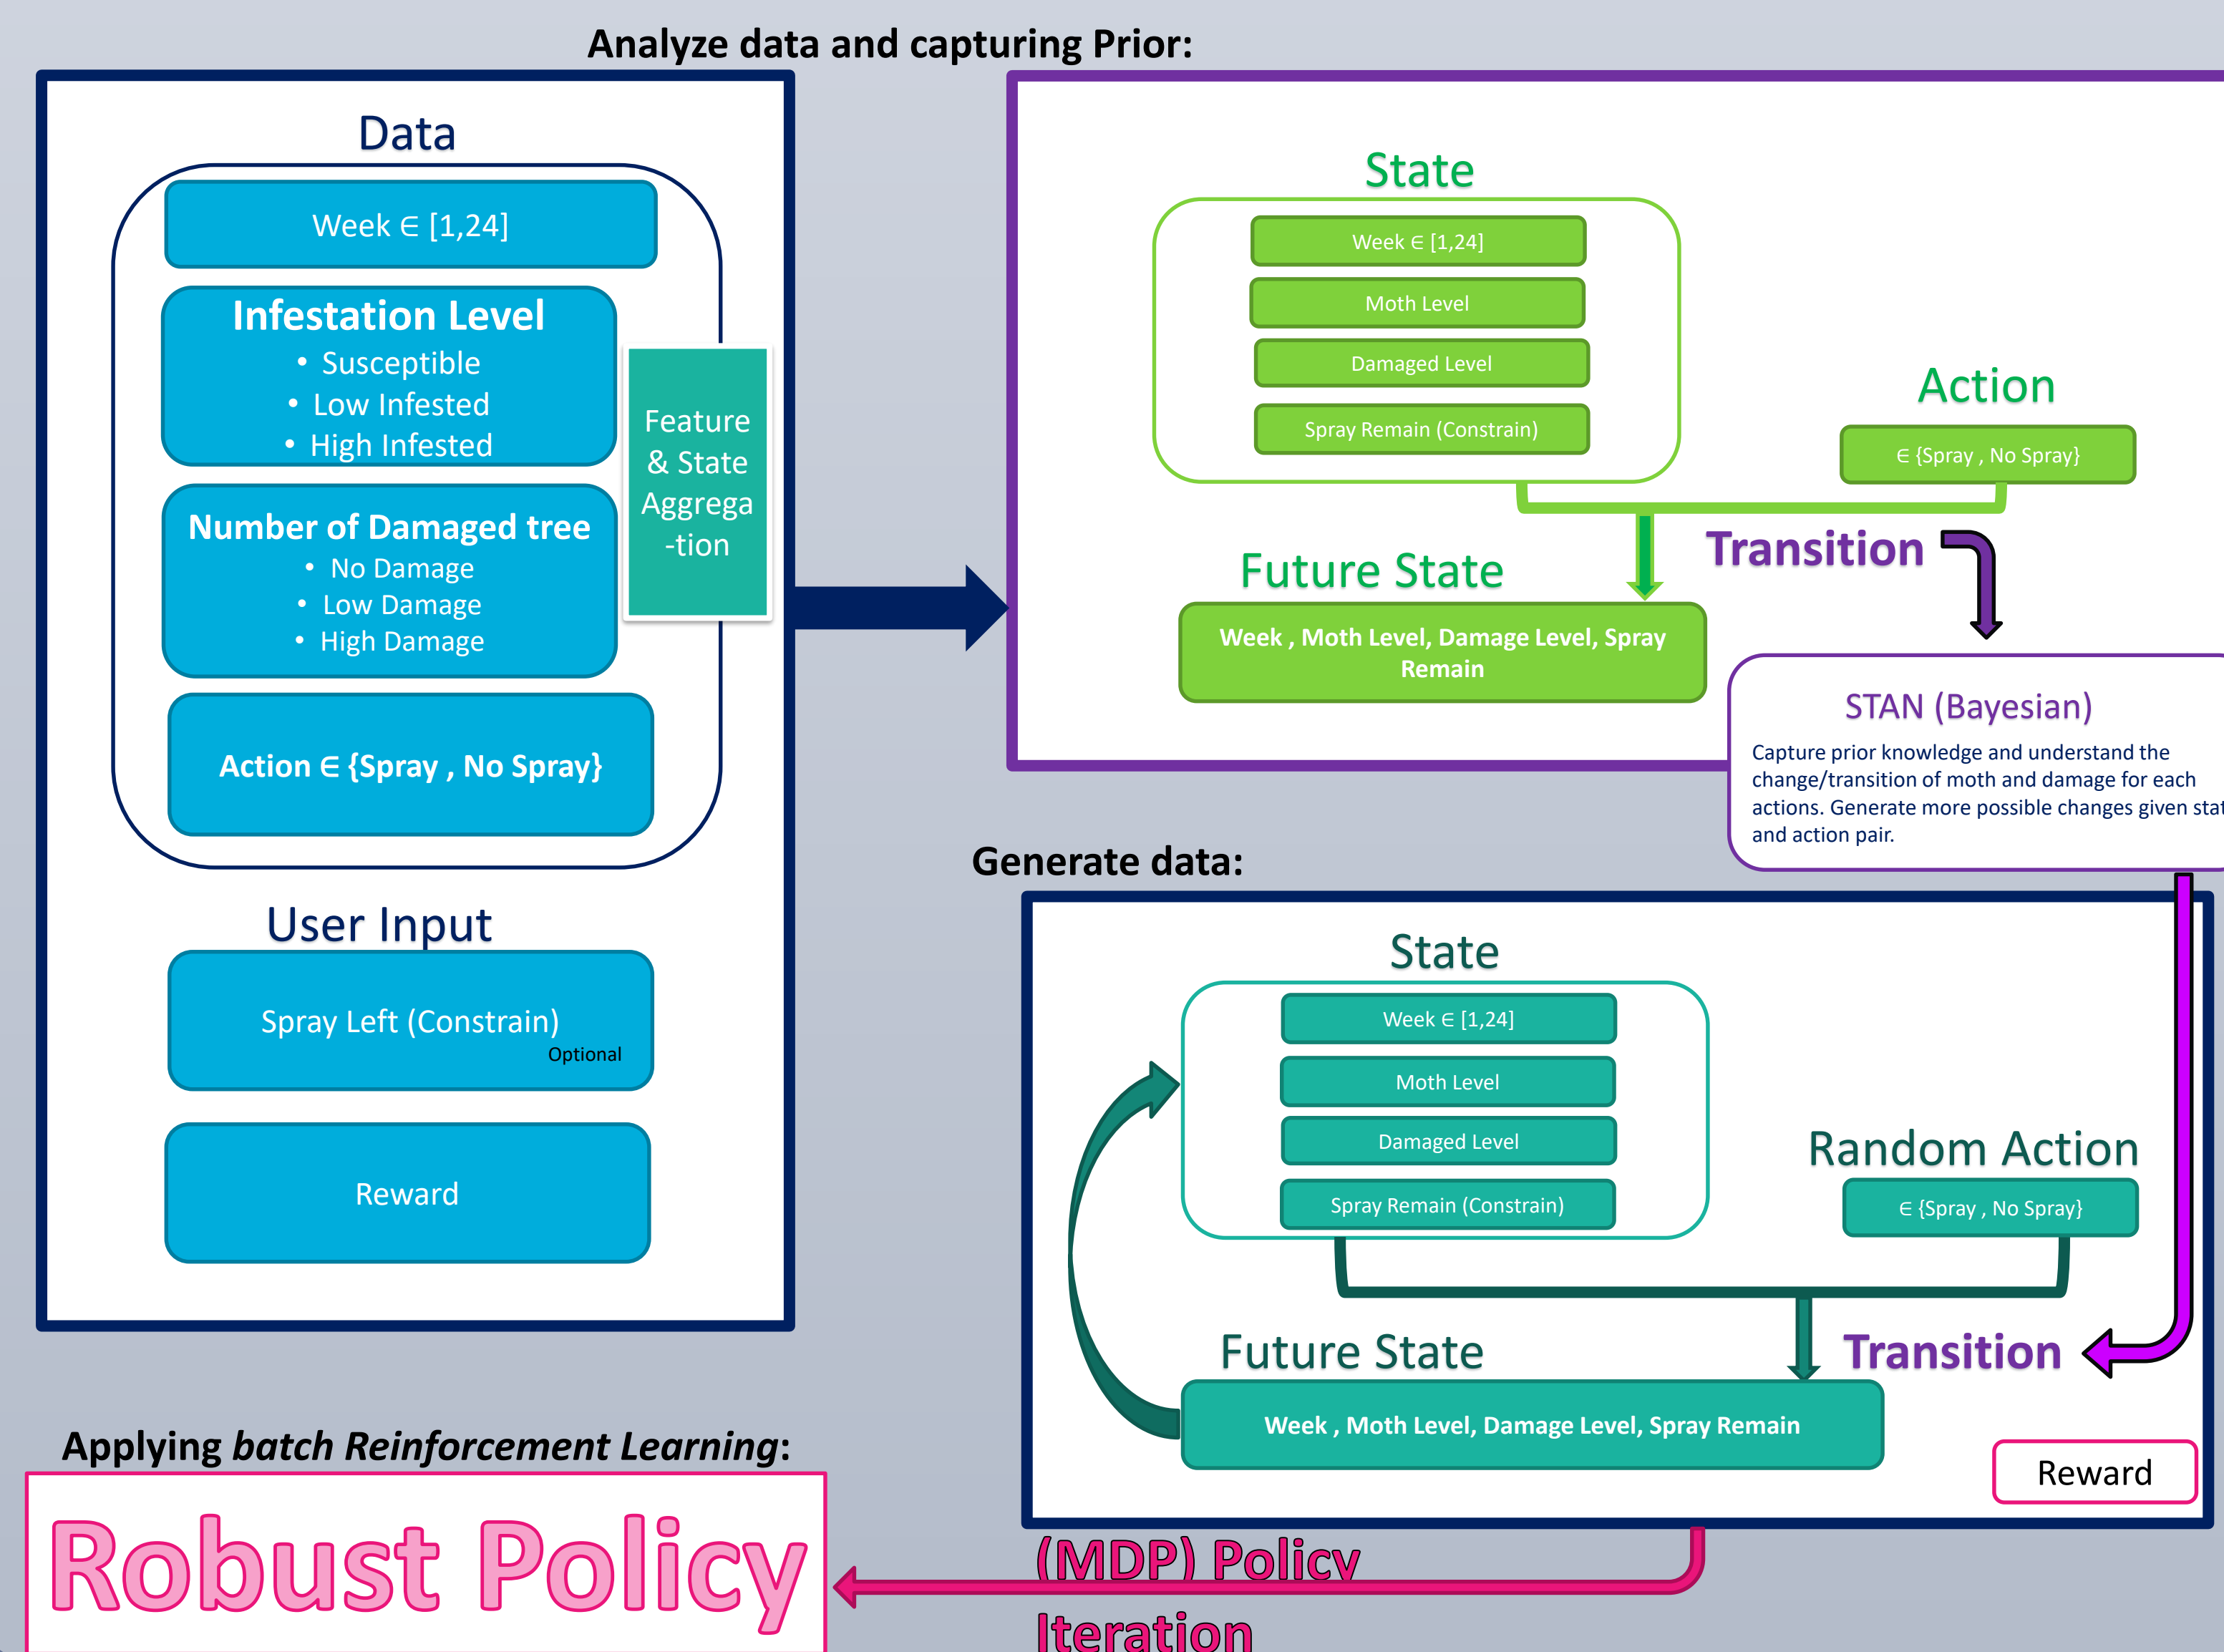 Analyze data and capturing Prior:
Data
Week ∈ [1,24]
Infestation Level
• Susceptible
• Low Infested
• High Infested
Number of Damaged tree
• No Damage
• Low Damage
• High Damage
Action ∈ {Spray , No Spray}
Feature
& State
Aggrega
-tion
User Input
Spray Left (Constrain)
Optional
Reward
State
Week ∈ [1,24]
Moth Level
Damaged Level
Spray Remain (Constrain)
Action
∈ {Spray , No Spray}
Transition
Future State
Week , Moth Level, Damage Level, Spray
Remain
STAN (Bayesian)
Capture prior knowledge and understand the
change/transition of moth and damage for each
actions. Generate more possible changes given stat
and action pair.
Generate data:
State
Week ∈ [1,24]
Moth Level
Damaged Level
Spray Remain (Constrain)
Random Action
∈ {Spray , No Spray}
Future State
Transition
Week , Moth Level, Damage Level, Spray Remain
Reward
Applying batch Reinforcement Learning:
Robust Policy
(MDP) Policy
Iteration